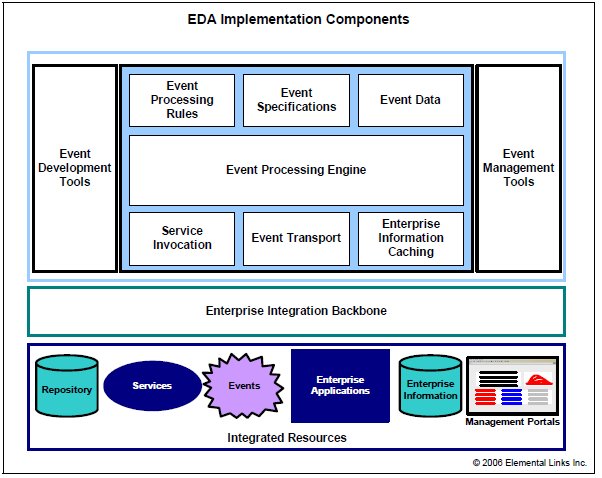 EDA Implementation Components
Event
Development
Tools
Event
Processing
Rules
Event
Specifications
Event Data
Event Processing Engine
Service
Invocation
Event Transport
Enterprise
Information
Caching
Event
Management
Tools
Enterprise Integration Backbone
Repository
Services
Events
Enterprise
Applications
Enterprise
Information
Management Portals
Integrated Resources
© 2006 Elemental Links Inc.